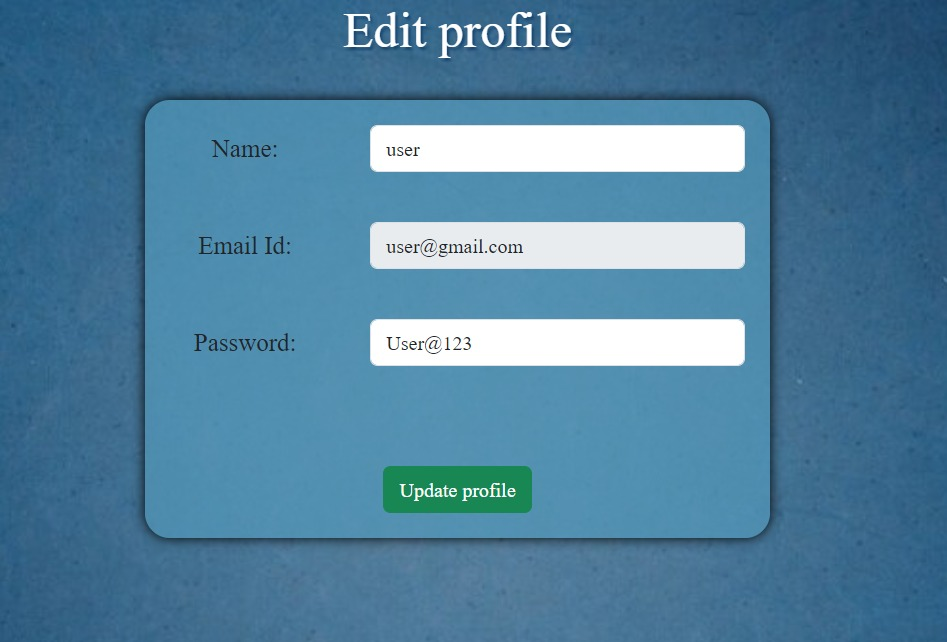 Edit profile
Name: user
Email Id: user@gmail.com
Password: User@123
Update profile